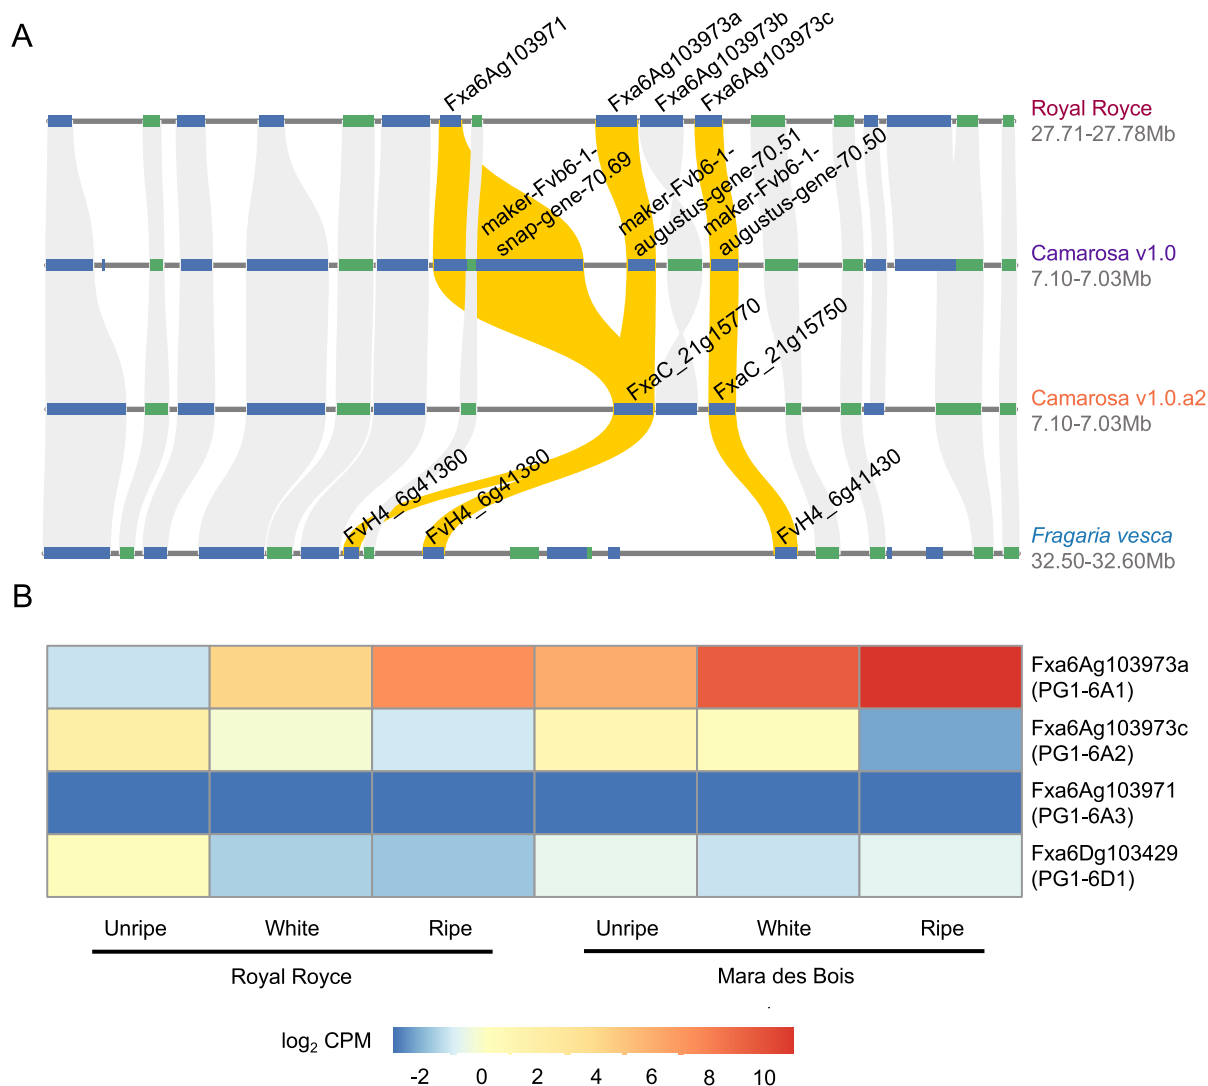 A
Fxa6Ag103971
Fxa6Ag103973a
Fxa6Ag103973b
Fxa6Ag103973c
Royal Royce
27.71-27.78Mb
maker-Fvb6-1-
snap-gene-70.69
maker-Fvb6-1-
augustus-gene-70.51
maker-Fvb6-1-
augustus-gene-70.50
Camarosa v1.0
7.10-7.03Mb
FxaC_21g15770
FxaC_21g15750
Camarosa v1.0.a2
7.10-7.03Mb
FvH4_6g41360
FvH4_6g41380
FvH4_6g41430
Fragaria vesca
32.50-32.60Mb
B
Fxa6Ag103973a
(PG1-6A1)
Fxa6Ag103973c
(PG1-6A2)
Fxa6Ag103971
(PG1-6A3)
Fxa6Dg103429
(PG1-6D1)
Unripe White Ripe Unripe White Ripe
Royal Royce Mara des Bois
log₂ CPM
-2 0 2 4 6 8 10